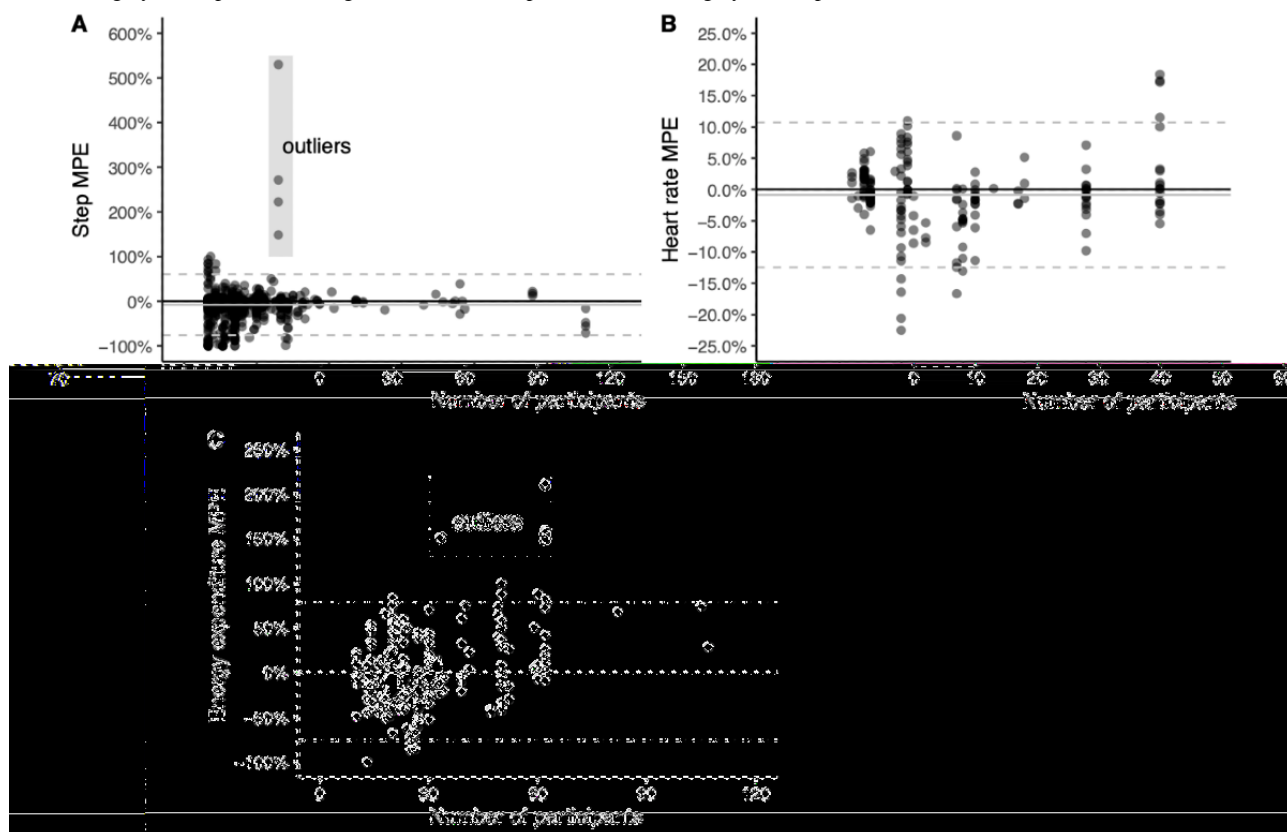 A
B
600%
500%
400%
300%
200%
100%
0%
−100%
Step MPE
outliers
25.0%
20.0%
15.0%
10.0%
5.0%
0.0%
−5.0%
−10.0%
−15.0%
−20.0%
−25.0%
Heart rate MPE
0 30 60 90 120 150 180
Number of participants
0 10 20 30 40 50 60
Number of participants
C
250%
200%
150%
100%
50%
0%
−50%
−100%
Energy expenditure MPE
outliers
0 30 60 90 120
Number of participants